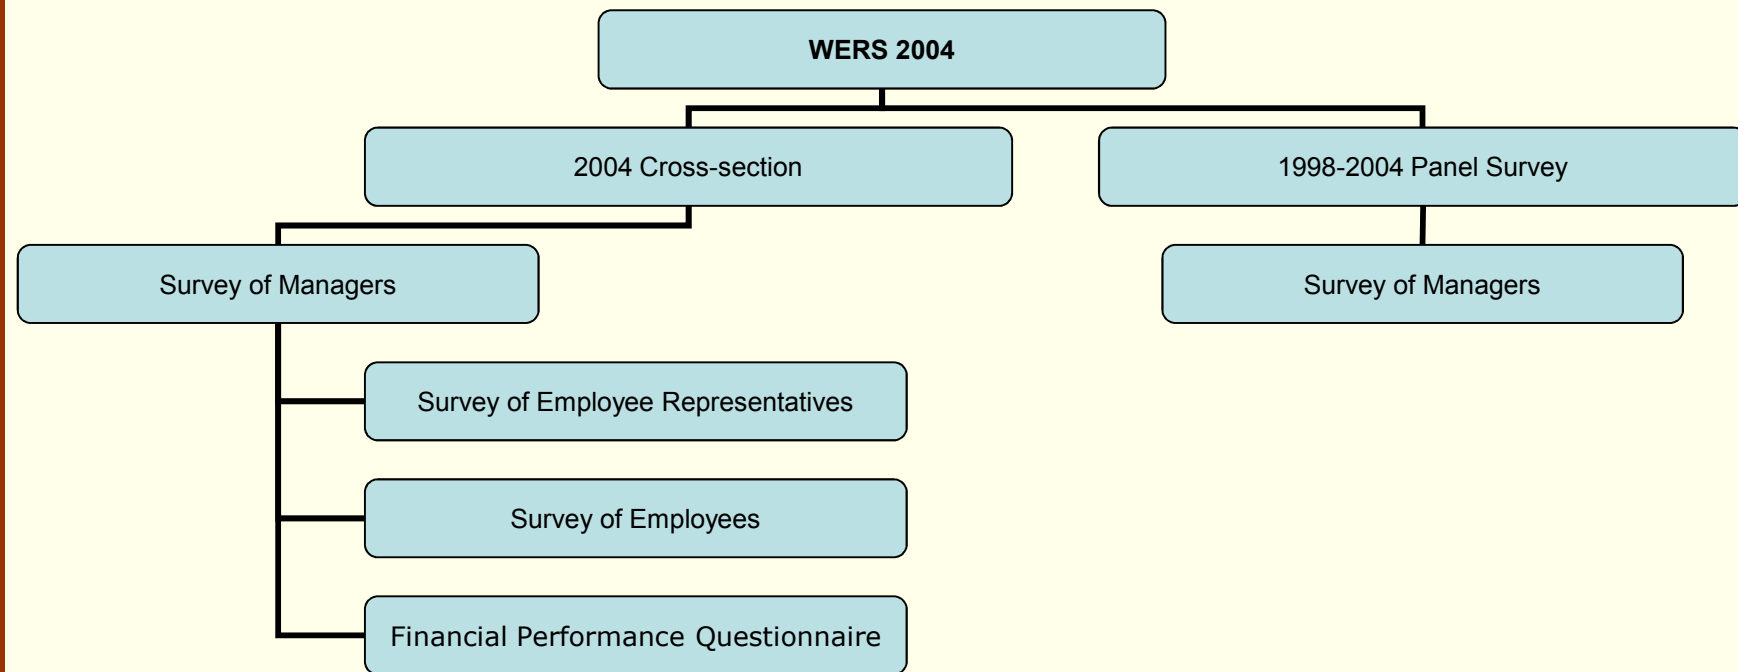 WERS 2004
2004 Cross-section
1998-2004 Panel Survey
Survey of Managers
Survey of Managers
Survey of Employee Representatives
Survey of Employees
Financial Performance Questionnaire